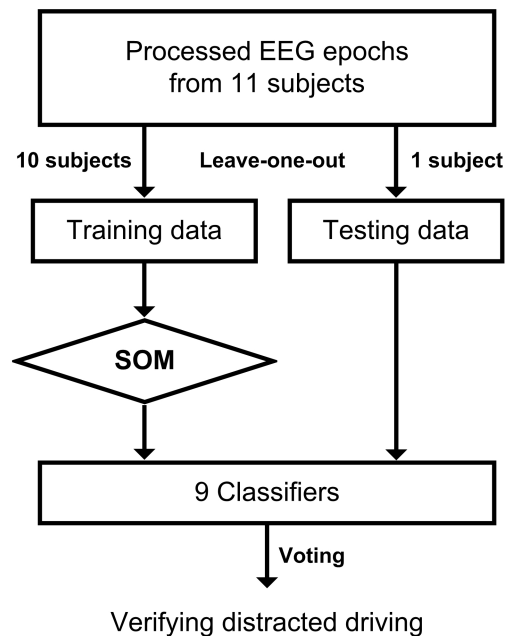 Processed EEG epochs
from 11 subjects
10 subjects
Leave-one-out
1 subject
Training data
Testing data
SOM
9 Classifiers
Voting
Verifying distracted driving